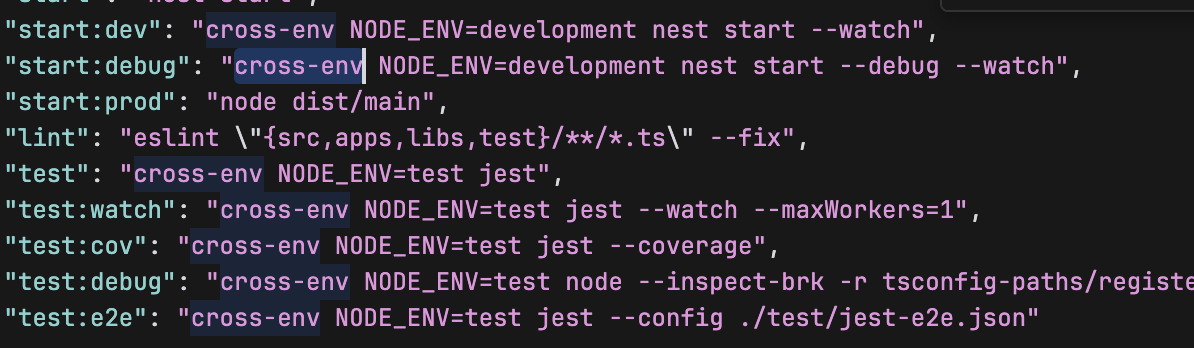 "start:dev": "cross-env NODE_ENV=development nest start --watch",
"start:debug": "cross-env NODE_ENV=development nest start --debug --watch",
"start:prod": "node dist/main",
"lint": "eslint \"{src,apps,libs,test}/**/*.ts\" --fix",
"test": "cross-env NODE_ENV=test jest",
"test:watch": "cross-env NODE_ENV=test jest --watch --maxWorkers=1",
"test:cov": "cross-env NODE_ENV=test jest --coverage",
"test:debug": "cross-env NODE_ENV=test node --inspect-brk -r tsconfig-paths/registe
"test:e2e": "cross-env NODE_ENV=test jest --config ./test/jest-e2e.json"